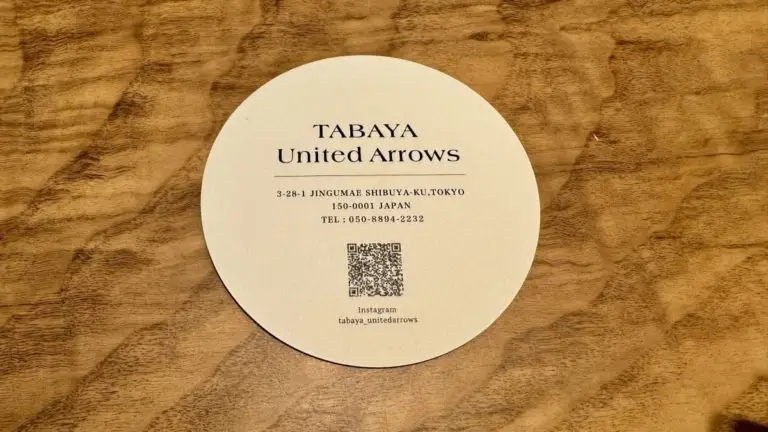 TABAYA
United Arrows
3-28-1 JINGUMAE SHIBUYA-KU,TOKYO
150-0001 JAPAN
TEL : 050-8894-2232
Instagram
tabaya_unitedarrows